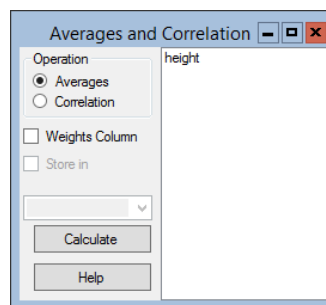 Averages and Correlation
Operation
Averages
Correlation
Weights Column
Store in
Calculate
Help
height